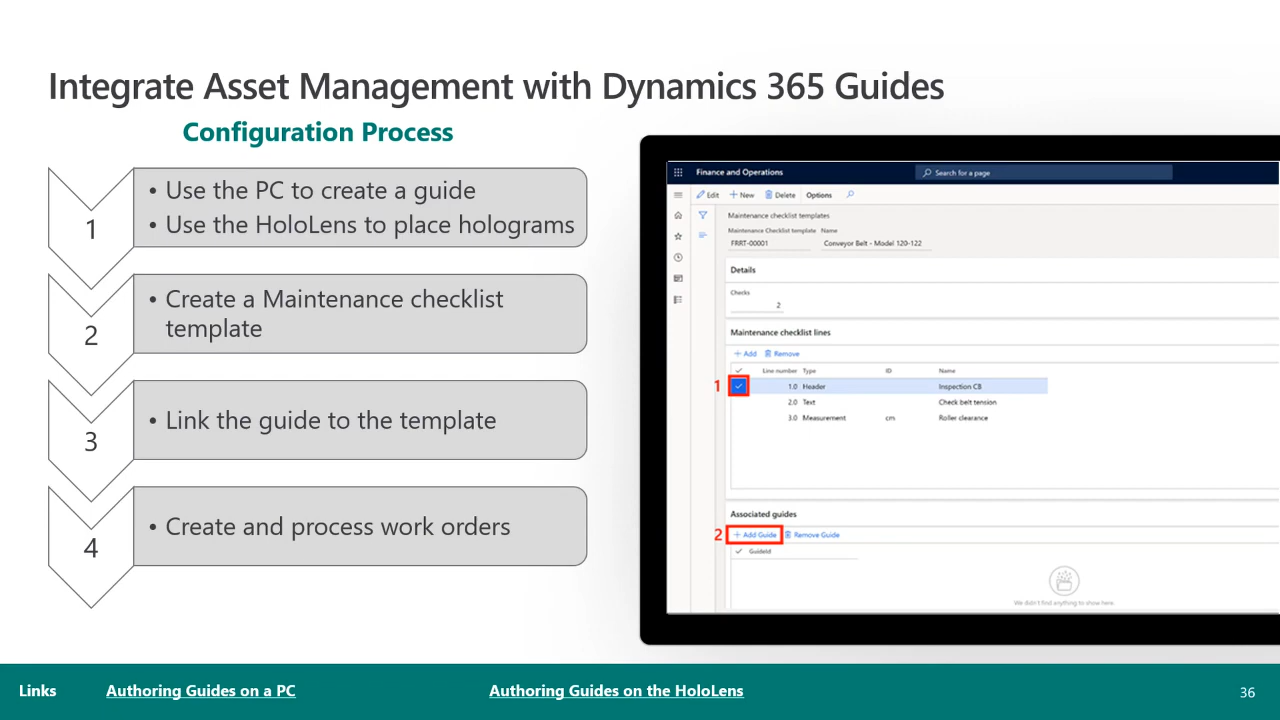 Integrate Asset Management with Dynamics 365 Guides
Configuration Process
1
• Use the PC to create a guide
• Use the HoloLens to place holograms
2
• Create a Maintenance checklist
template
3
• Link the guide to the template
4
• Create and process work orders
Finance and Operations
Search for a page
Edit + New Delete Options
Maintenance checklist templates
Maintenance Checklist template Name
FRRT-00001 Conveyor Belt - Model 120-122
Details
Checks
2
Maintenance checklist lines
+ Add Remove
Line number Type ID Name
1 1.0 Header Inspection CB
2.0 Text Check belt tension
3.0 Measurement cm Roller clearance
Associated guides
2 + Add Guide Remove Guide
GuideId
We didn't find anything to show here.
Links Authoring Guides on a PC Authoring Guides on the HoloLens 36